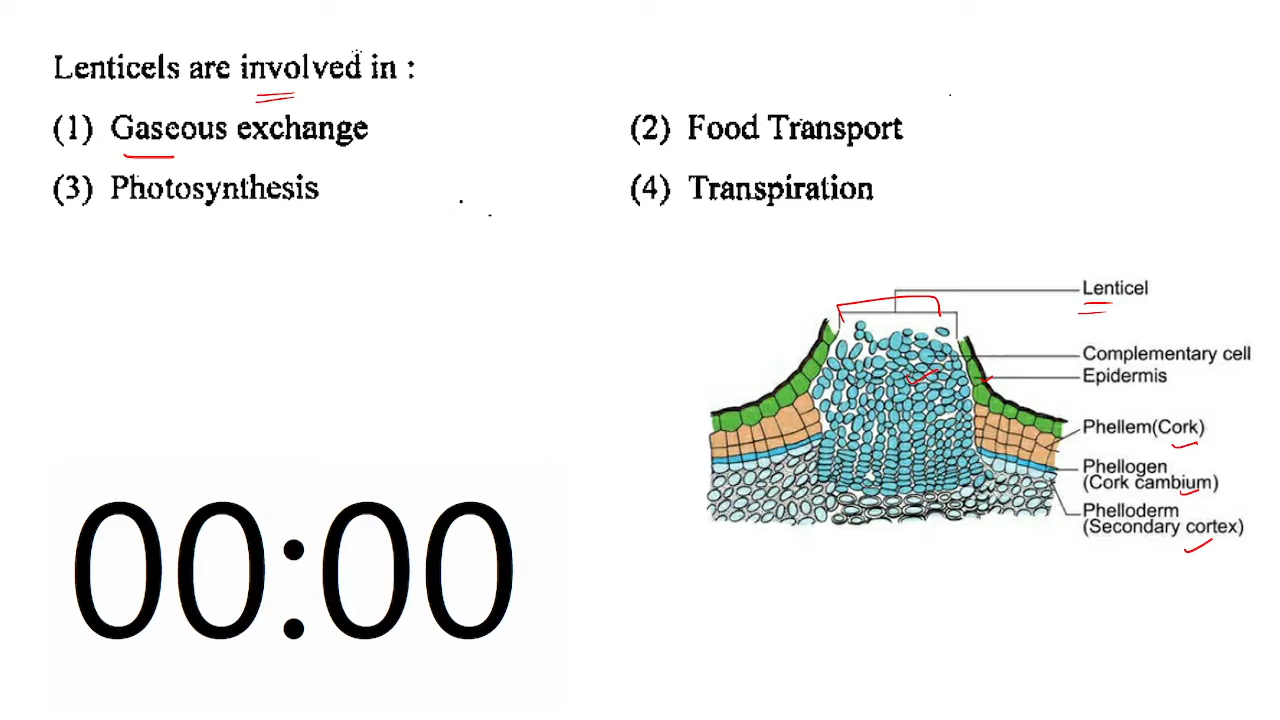 Lenticels are involved in :
(1) Gaseous exchange
(2) Food Transport
(3) Photosynthesis
(4) Transpiration
Lenticel
Complementary cell
Epidermis
Phellem(Cork)
Phellogen
(Cork cambium)
Phelloderm
(Secondary cortex)
00:00